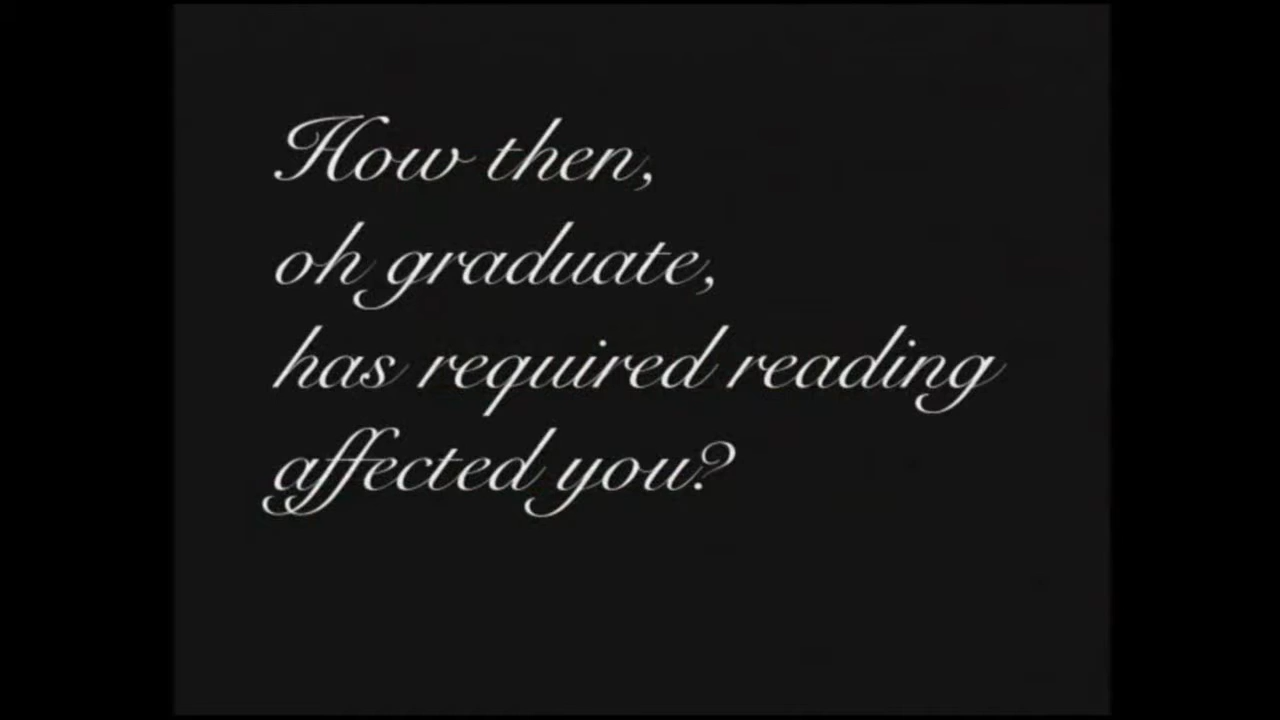 How then,
oh graduate,
has required reading
affected you?